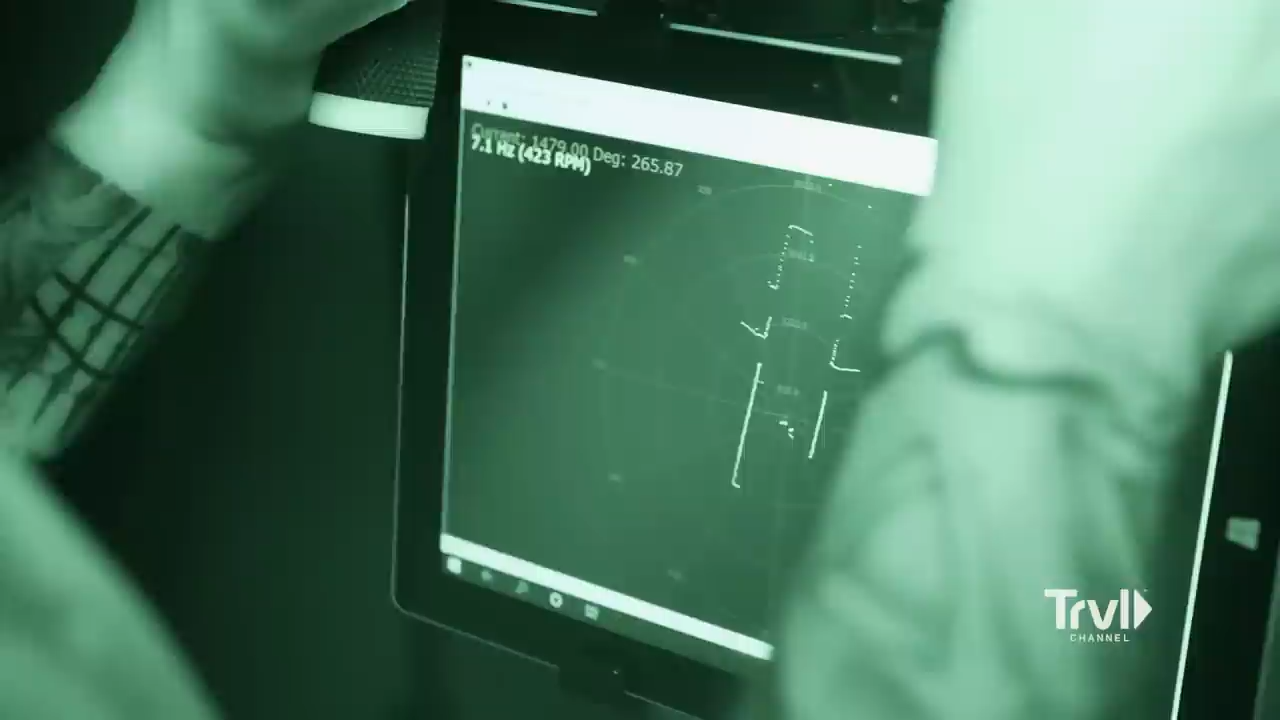 Current: 1479.00 Deg: 265.87
7.1 Hz (423 RPM)
Trvl
CHANNEL